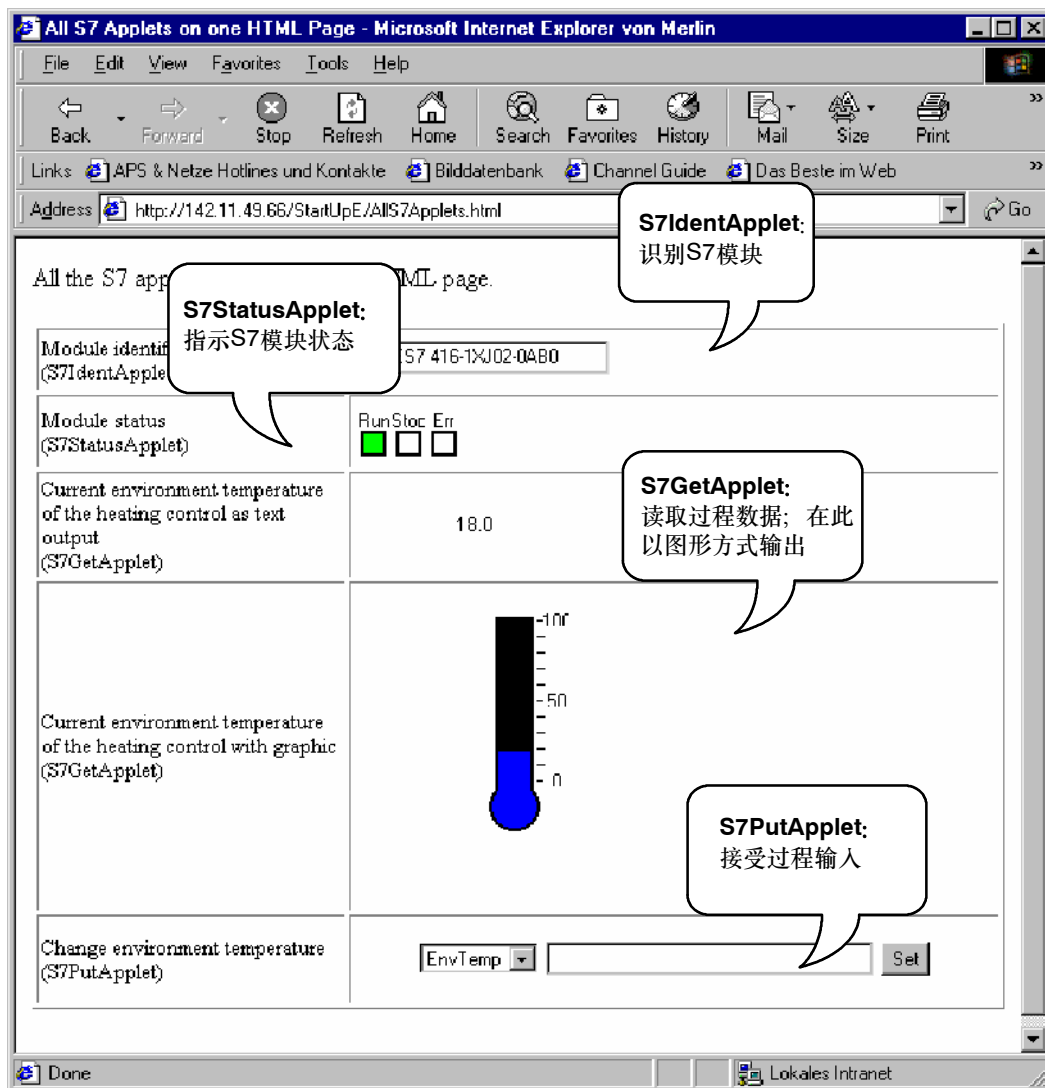 All S7 Applets on one HTML Page - Microsoft Internet Explorer von Merlin
File Edit View Favorites Tools Help
Back Forward Stop Refresh Home Search Favorites History Mail Size Print
Links APS & Netze Hotlines und Kontakte Bilddatenbank Channel Guide Das Beste im Web
Address http://142.11.49.66/StartUpE/AllS7Applets.html Go
S7IdentApplet:
识别S7模块
All the S7 app
ML page.
S7StatusApplet:
指示S7模块状态
Module identif
(S7IdentApple
S7 416-1XJ02-0AB0
Module status
(S7StatusApplet)
Run Stop Err
Current environment temperature
of the heating control as text
output
(S7GetApplet)
18.0
S7GetApplet:
读取过程数据；在此
以图形方式输出
Current environment temperature
of the heating control with graphic
(S7GetApplet)
100
50
0
S7PutApplet:
接受过程输入
Change environment temperature
(S7PutApplet)
EnvTemp Set
Done Lokales Intranet